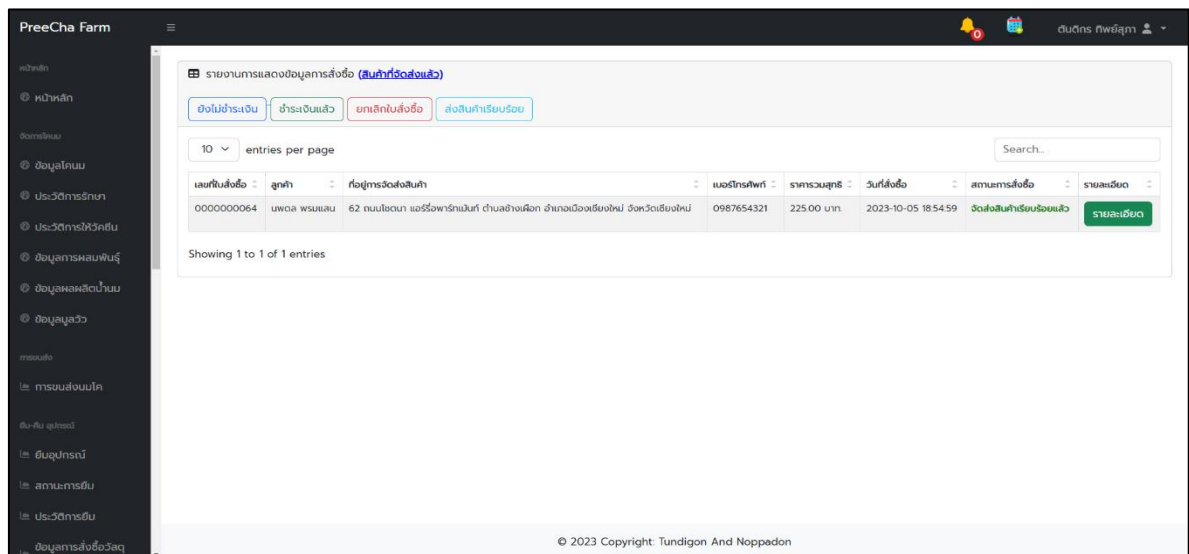 PreeCha Farm
0
ตันติกร ทิพย์สุภา
หน้าหลัก
หน้าหลัก
จัดการโคนม
ข้อมูลโคนม
ประวัติการรักษา
ประวัติการให้วัคซีน
ข้อมูลการผสมพันธุ์
ข้อมูลผลผลิตน้ำนม
ข้อมูลมูลวัว
การขนส่ง
การขนส่งนมโค
ยืม-คืน อุปกรณ์
ยืมอุปกรณ์
สถานะการยืม
ประวัติการยืม
ข้อมูลการสั่งซื้อวัสดุ
รายงานการแสดงข้อมูลการสั่งซื้อ (สินค้าที่จัดส่งแล้ว)
ยังไม่ชำระเงิน ชำระเงินแล้ว ยกเลิกใบสั่งซื้อ ส่งสินค้าเรียบร้อย
10 entries per page Search...
เลขที่ใบสั่งซื้อ ลูกค้า ที่อยู่การจัดส่งสินค้า เบอร์โทรศัพท์ ราคารวมสุทธิ วันที่สั่งซื้อ สถานะการสั่งซื้อ รายละเอียด
0000000064 นพดล พรมแสน 62 ถนนโชตนา แอร์รี่อพาร์ทเม้นท์ ตำบลช้างเผือก อำเภอเมืองเชียงใหม่ จังหวัดเชียงใหม่ 0987654321 225.00 บาท. 2023-10-05 18:54:59 จัดส่งสินค้าเรียบร้อยแล้ว รายละเอียด
Showing 1 to 1 of 1 entries
© 2023 Copyright: Tundigon And Noppadon